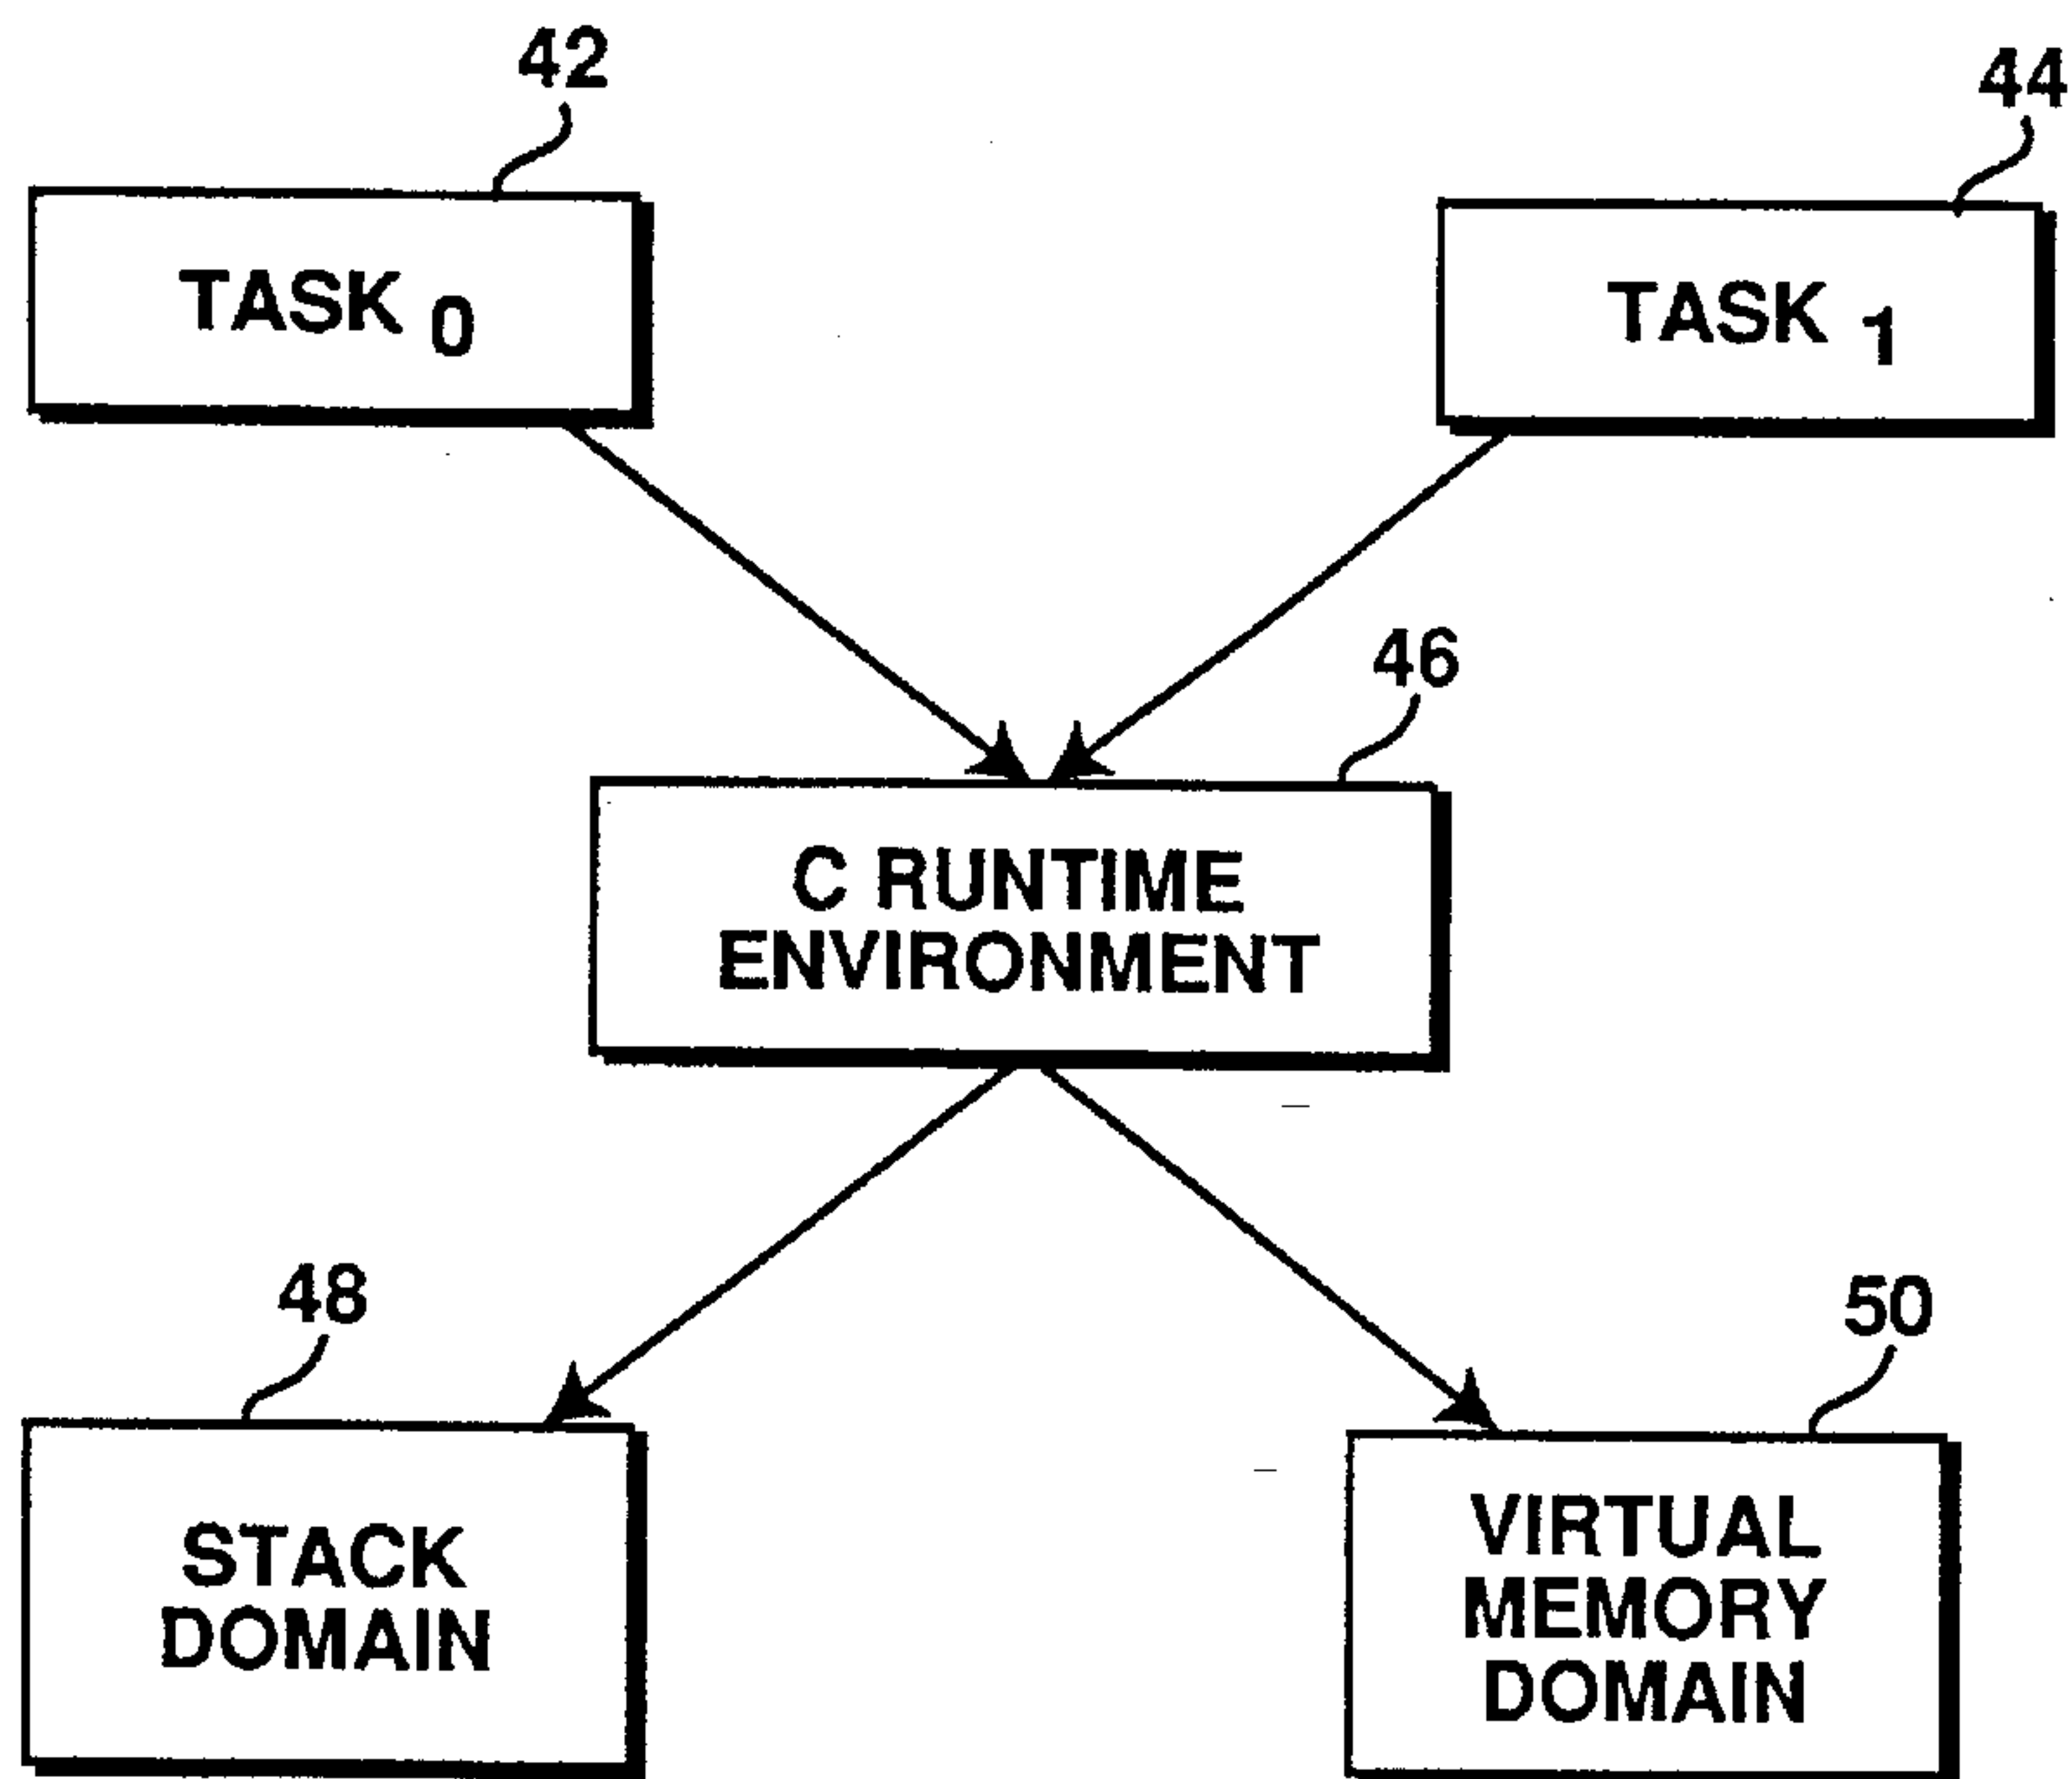 42
44
TASK 0
TASK 1
46
C RUNTIME
ENVIRONMENT
48
50
STACK
DOMAIN
VIRTUAL
MEMORY
DOMAIN